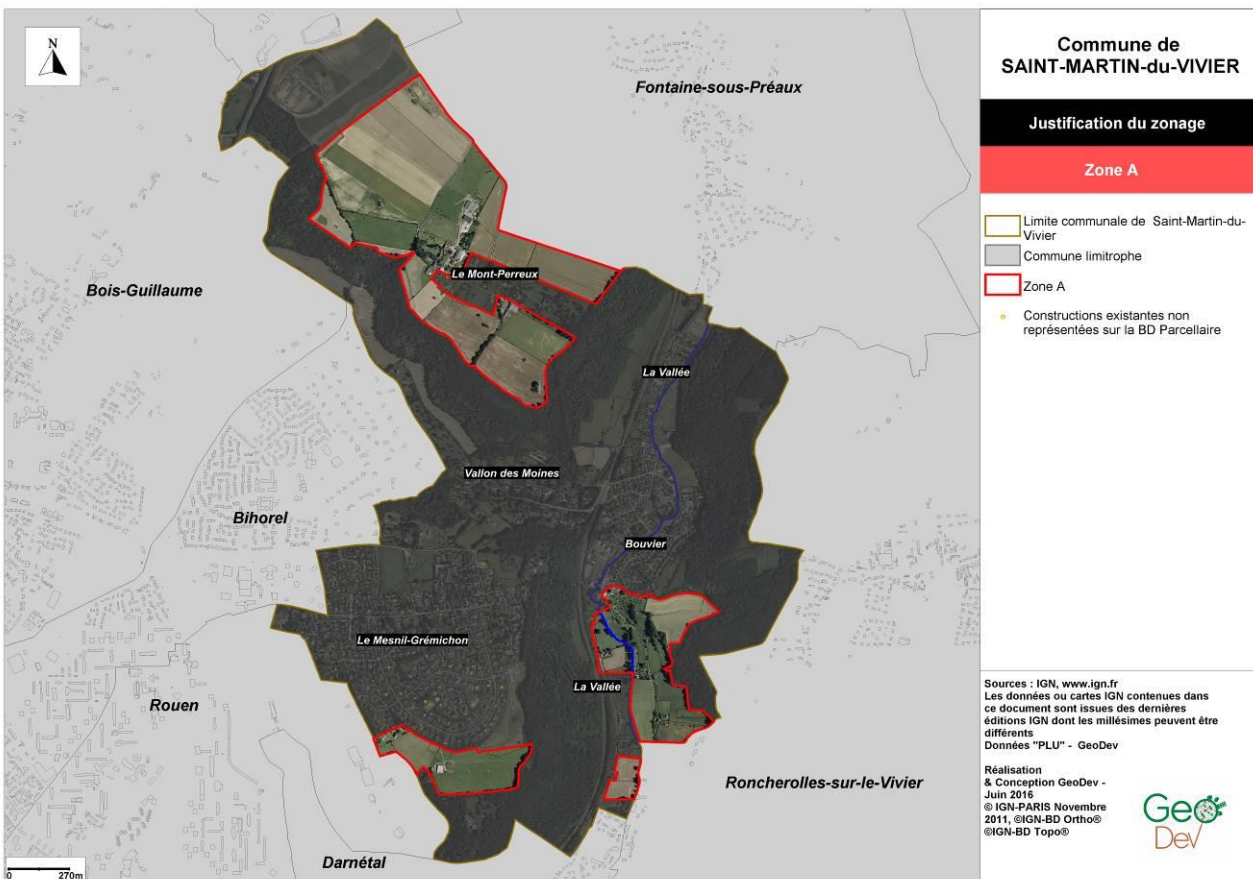 N
Fontaine-sous-Préaux
Bois-Guillaume
Le Mont-Perreux
La Vallée
Vallon des Moines
Bihorel
Bouvier
Le Mesnil-Grémichon
La Vallée
Rouen
Roncherolles-sur-le-Vivier
Darnétal
0 270m
Commune de
SAINT-MARTIN-du-VIVIER
Justification du zonage
Zone A
Limite communale de Saint-Martin-du-
Vivier
Commune limitrophe
Zone A
Constructions existantes non
représentées sur la BD Parcellaire
Sources : IGN, www.ign.fr
Les données ou cartes IGN contenues dans
ce document sont issues des dernières
éditions IGN dont les millésimes peuvent être
différents
Données "PLU" - GeoDev
Réalisation
& Conception GeoDev -
Juin 2016
© IGN-PARIS Novembre
2011, ©IGN-BD Ortho®
©IGN-BD Topo®
Geo
Dev